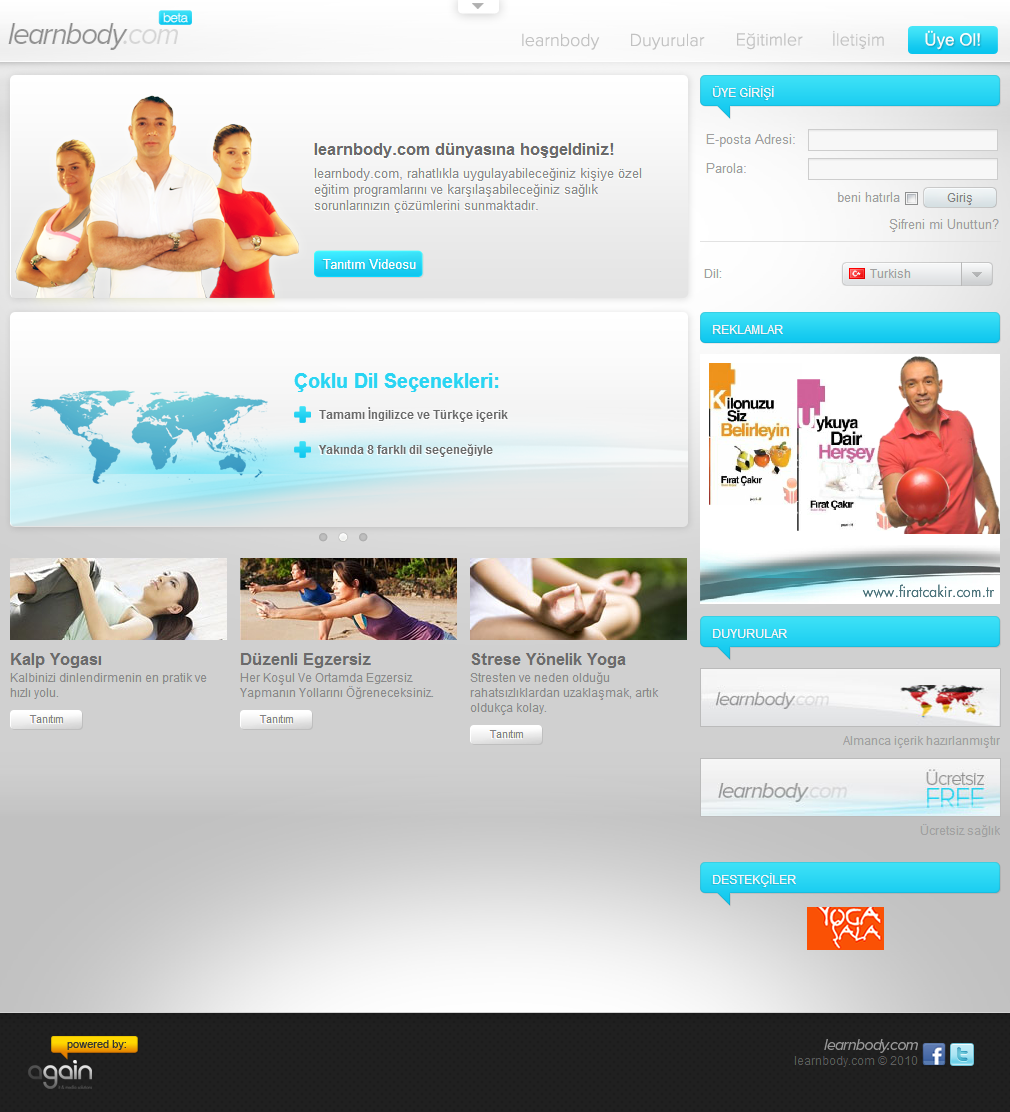 learnbody.com
beta
learnbody
Duyurular
Eğitimler
İletişim
Üye Ol!
learnbody.com dünyasına hoşgeldiniz!
learnbody.com, rahatlıkla uygulayabileceğiniz kişiye özel
eğitim programlarını ve karşılaşabileceğiniz sağlık
sorunlarınızın çözümlerini sunmaktadır.
Tanıtım Videosu
ÜYE GİRİŞİ
E-posta Adresi:
Parola:
beni hatırla
Giriş
Şifreni mi Unuttun?
Dil:
Turkish
Çoklu Dil Seçenekleri:
Tamamı İngilizce ve Türkçe içerik
Yakında 8 farklı dil seçeneğiyle
REKLAMLAR
Kilonuzu
Siz
Belirleyin
Fırat Çakır
Uykuya
Dair
Herşey
Fırat Çakır
www.firatcakir.com.tr
Kalp Yogası
Kalbinizi dinlendirmenin en pratik ve
hızlı yolu.
Tanıtım
Düzenli Egzersiz
Her Koşul Ve Ortamda Egzersiz
Yapmanın Yollarını Öğreneceksiniz.
Tanıtım
Strese Yönelik Yoga
Stresten ve neden olduğu
rahatsızlıklardan uzaklaşmak, artık
oldukça kolay.
Tanıtım
DUYURULAR
learnbody.com
Almanca içerik hazırlanmıştır
learnbody.com
Ücretsiz
FREE
Ücretsiz sağlık
DESTEKÇİLER
YOGA
ŞALA
powered by:
again
learnbody.com
learnbody.com © 2010